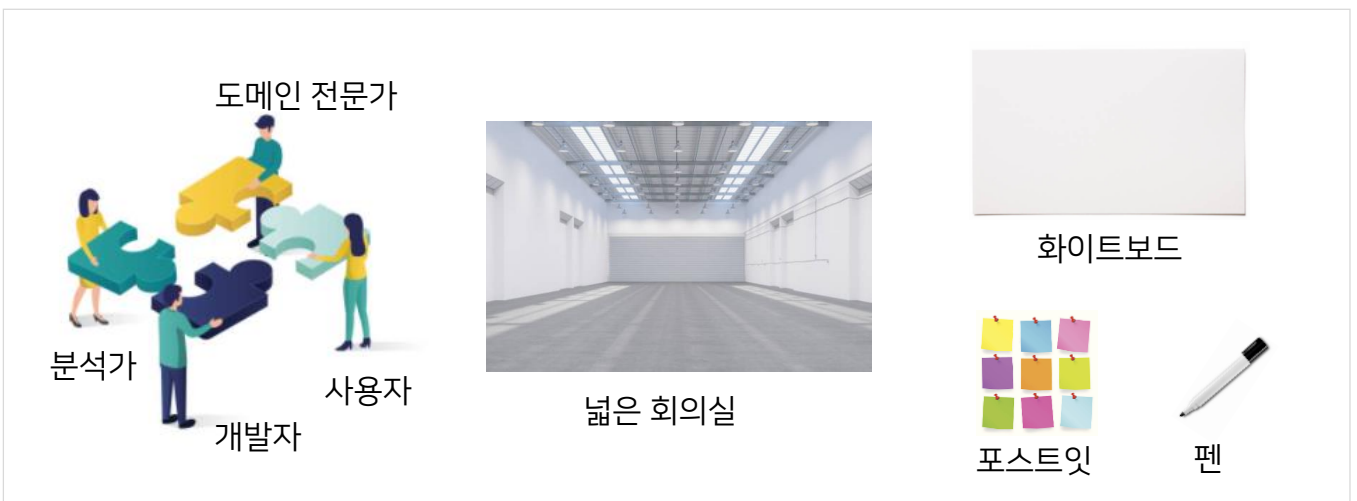 도메인 전문가
분석가
사용자
개발자
넓은 회의실
화이트보드
포스트잇
펜